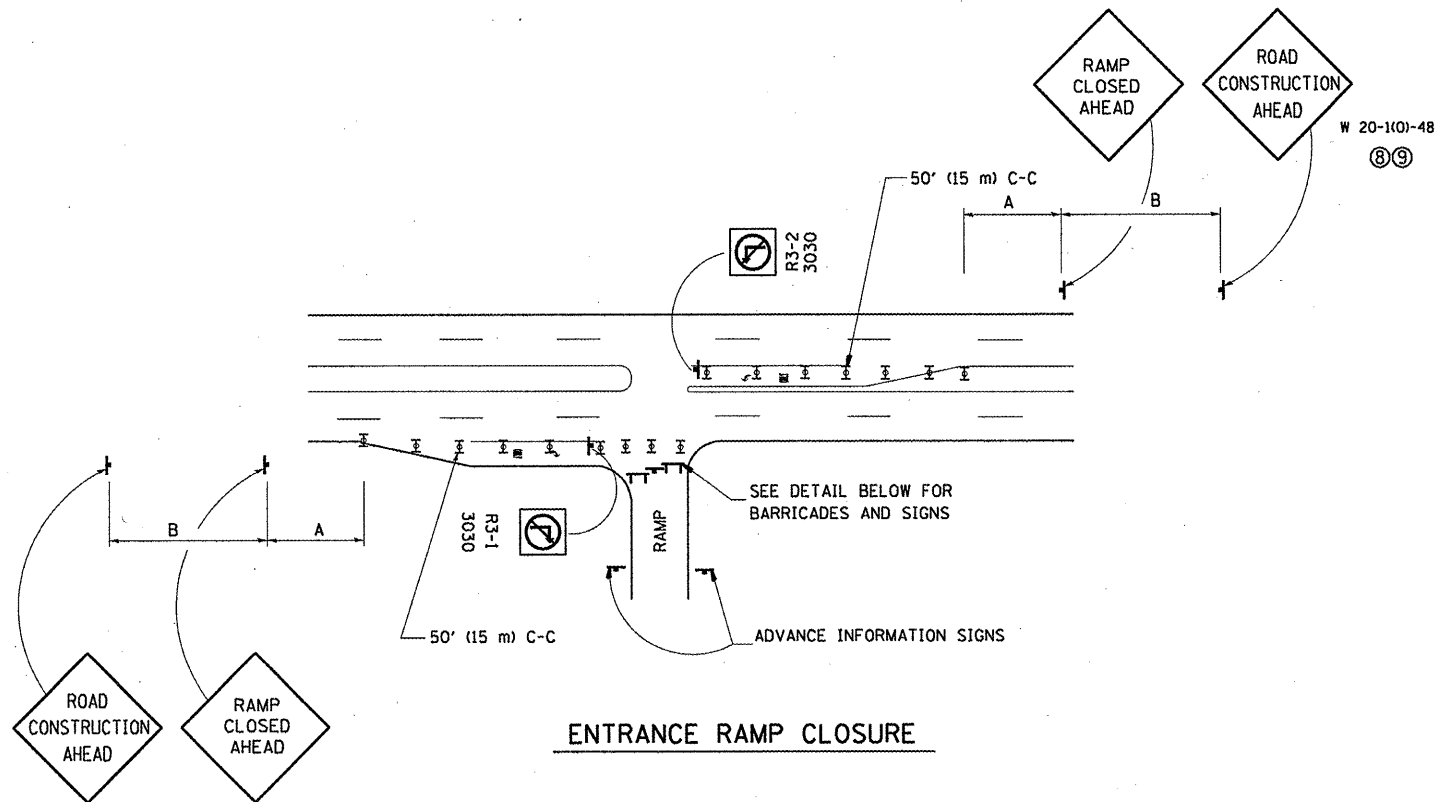 RAMP
CLOSED
AHEAD
ROAD
CONSTRUCTION
AHEAD
W 20-1(O)-48
⑧⑨
50' (15 m) C-C
A
B
R3-2
3030
SEE DETAIL BELOW FOR
BARRICADES AND SIGNS
RAMP
R3-1
3030
B
A
50' (15 m) C-C
ADVANCE INFORMATION SIGNS
ROAD
CONSTRUCTION
AHEAD
RAMP
CLOSED
AHEAD
ENTRANCE RAMP CLOSURE